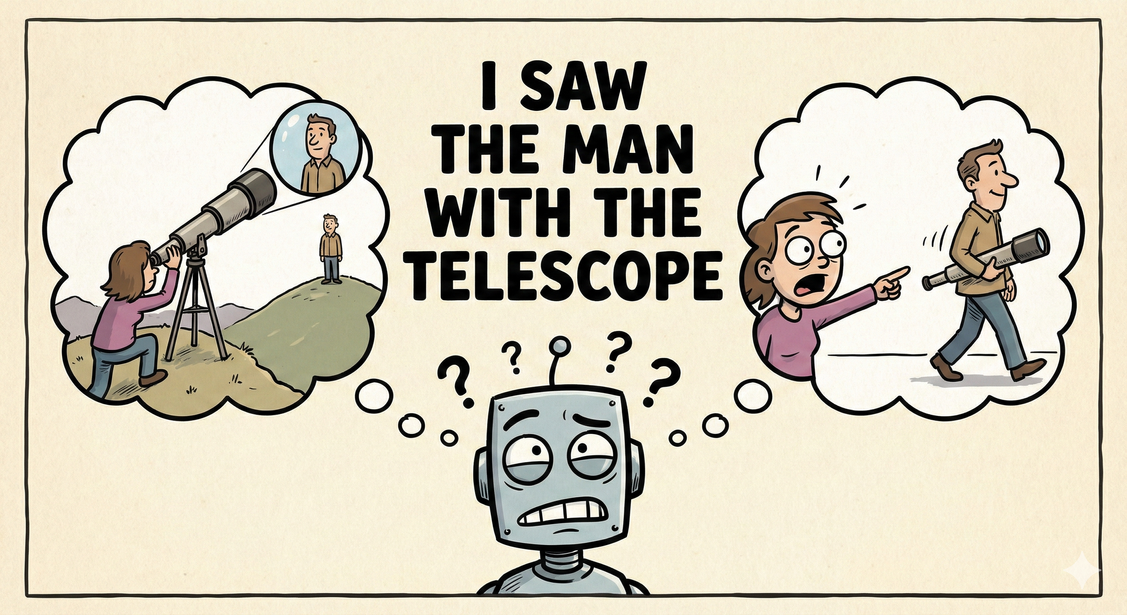 I SAW
THE MAN
WITH THE
TELESCOPE
? ? ? ?